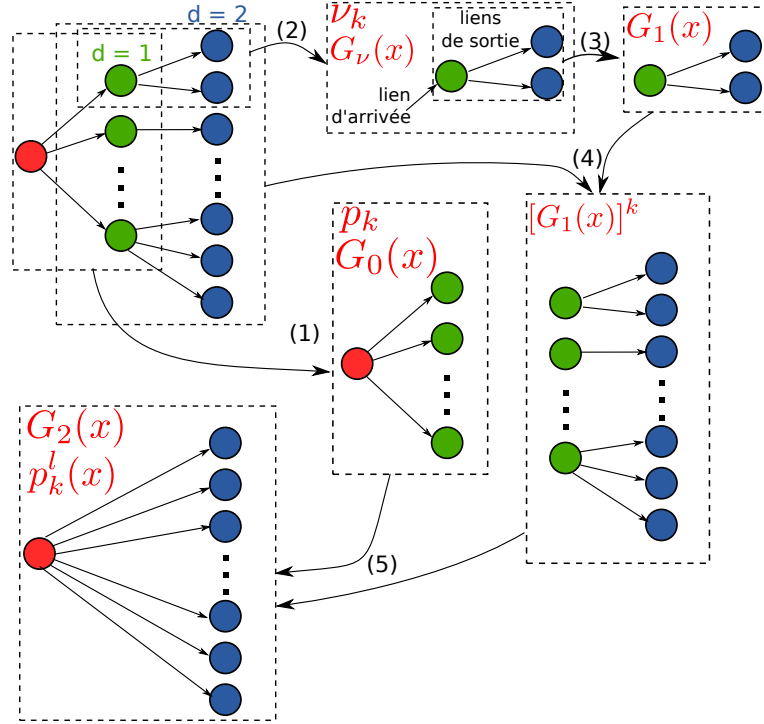 d = 2
d = 1
(2)
ν_k
G_ν(x)
liens
de sortie
lien
d'arrivée
(3)
G_1(x)
(4)
[G_1(x)]^k
p_k
G_0(x)
(1)
G_2(x)
p_k^l(x)
(5)